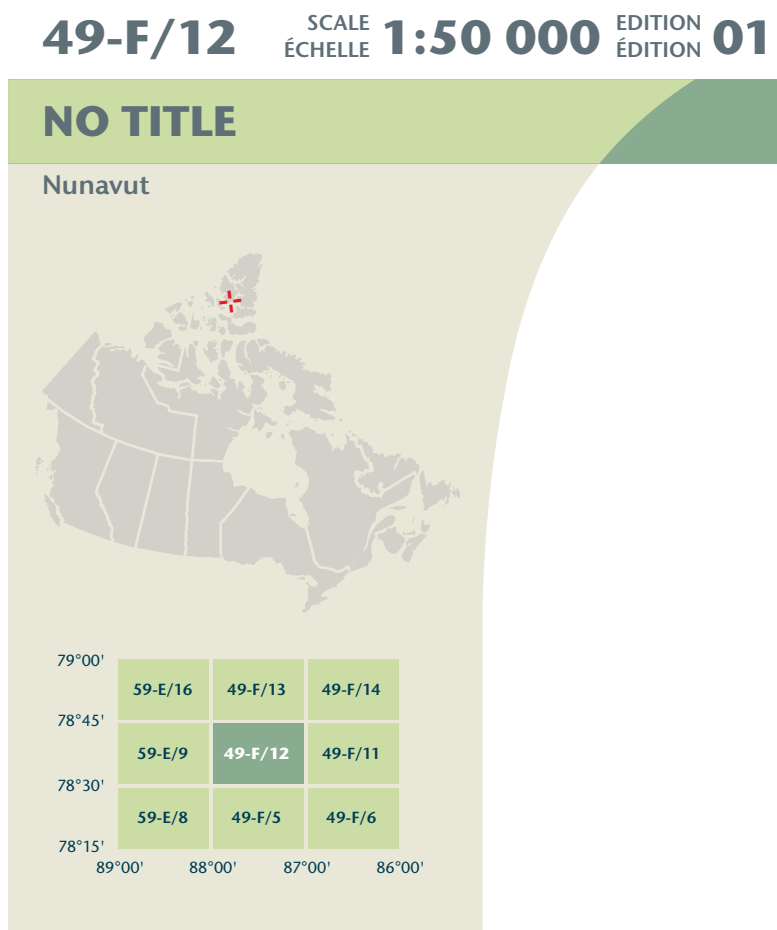 49-F/12 SCALE ÉCHELLE 1:50 000 EDITION ÉDITION 01
NO TITLE
Nunavut
79°00'
59-E/16 49-F/13 49-F/14
78°45'
59-E/9 49-F/12 49-F/11
78°30'
59-E/8 49-F/5 49-F/6
78°15'
89°00' 88°00' 87°00' 86°00'